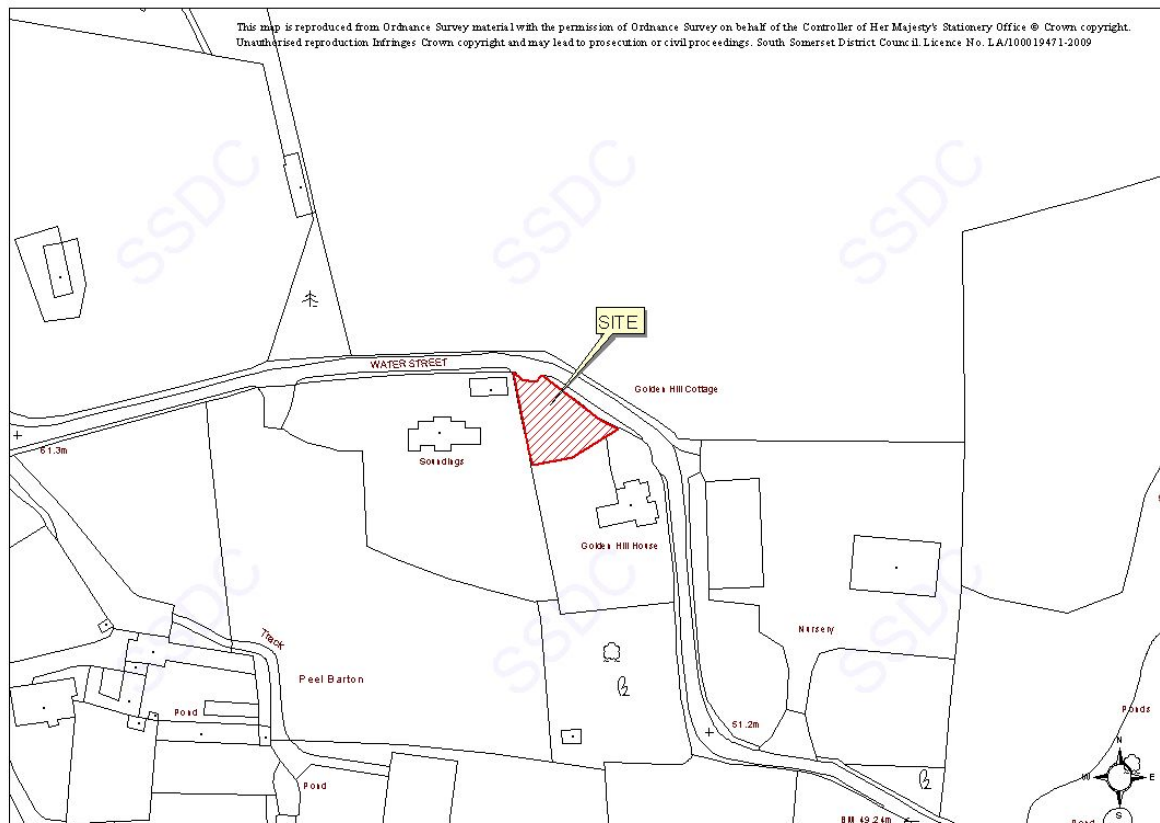 This map is reproduced from Ordnance Survey material with the permission of Ordnance Survey on behalf of the Controller of Her Majesty's Stationery Office © Crown copyright.
Unauthorised reproduction Infringes Crown copyright and may lead to prosecution or civil proceedings. South Somerset District Council. Licence No. LA/100019471-2009
SSDC
SSDC
SSDC
SITE
WATER STREET
Golden Hill Cottage
61.3m
Soundings
Golden Hill House
SSDC
SSDC
SSDC
Nursery
Track
Peel Barton
Pond
51.2m
Ponds
Pond
N
W
E
S
BM 49.24m
Pond